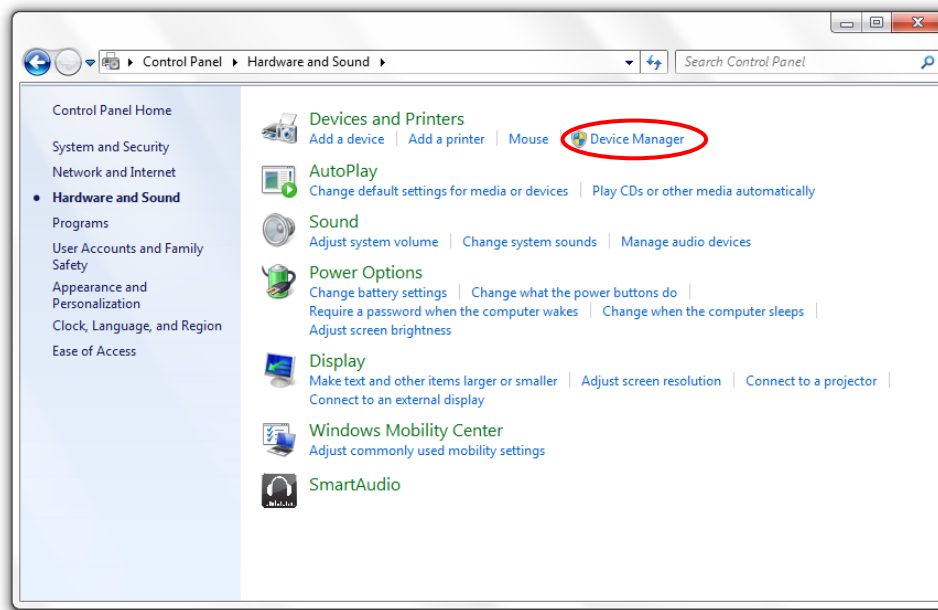 Control Panel ▸ Hardware and Sound ▸
Search Control Panel
Control Panel Home
System and Security
Network and Internet
Hardware and Sound
Programs
User Accounts and Family
Safety
Appearance and
Personalization
Clock, Language, and Region
Ease of Access
Devices and Printers
Add a device | Add a printer | Mouse | Device Manager
AutoPlay
Change default settings for media or devices | Play CDs or other media automatically
Sound
Adjust system volume | Change system sounds | Manage audio devices
Power Options
Change battery settings | Change what the power buttons do |
Require a password when the computer wakes | Change when the computer sleeps |
Adjust screen brightness
Display
Make text and other items larger or smaller | Adjust screen resolution | Connect to a projector |
Connect to an external display
Windows Mobility Center
Adjust commonly used mobility settings
SmartAudio